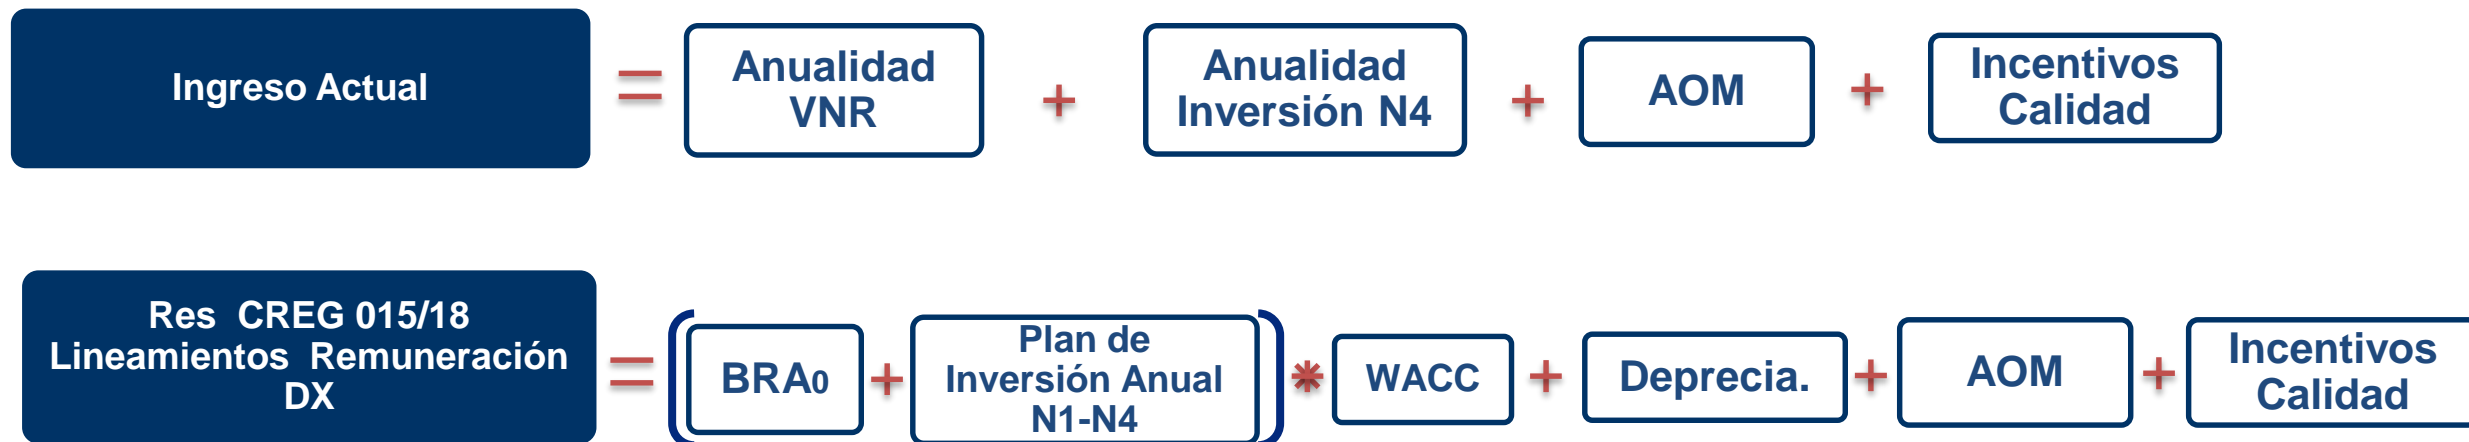 Ingreso Actual
=
Anualidad
VNR
+
Anualidad
Inversión N4
+
AOM
+
Incentivos
Calidad
Res CREG 015/18
Lineamientos Remuneración
DX
=
(
BRA0
+
Plan de
Inversión Anual
N1-N4
)
*
WACC
+
Deprecia.
+
AOM
+
Incentivos
Calidad